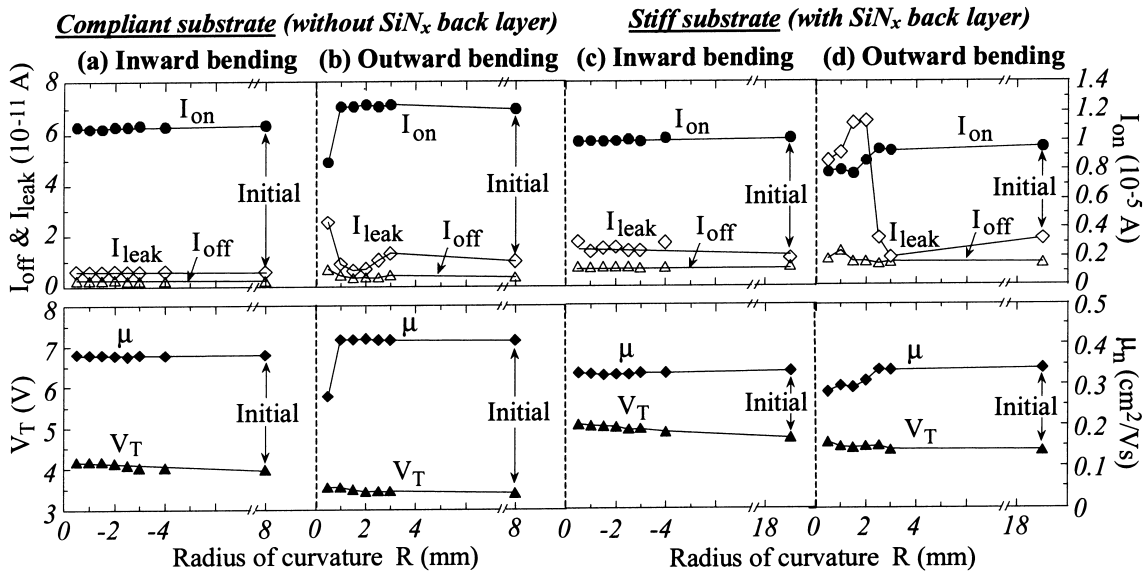 Compliant substrate (without SiNx back layer) Stiff substrate (with SiNx back layer)
(a) Inward bending (b) Outward bending (c) Inward bending (d) Outward bending
Ioff & Ileak (10-11 A)
8
6
4
2
0
Ion
Initial
Ileak
Ioff
Ion
Initial
Ileak
Ioff
Ion
Initial
Ileak
Ioff
Ion
Initial
Ileak
Ioff
1.4
1.2
1
0.8
0.6
0.4
0.2
0
Ion (10-5 A)
VT (V)
8
7
6
5
4
3
μ
Initial
VT
μ
Initial
VT
μ
Initial
VT
μ
Initial
VT
0.5
0.4
0.3
0.2
0.1
0
μn (cm2/Vs)
0 -2 -4 8 0 2 4 8 0 -2 -4 18 0 2 4 18
Radius of curvature R (mm) Radius of curvature R (mm)